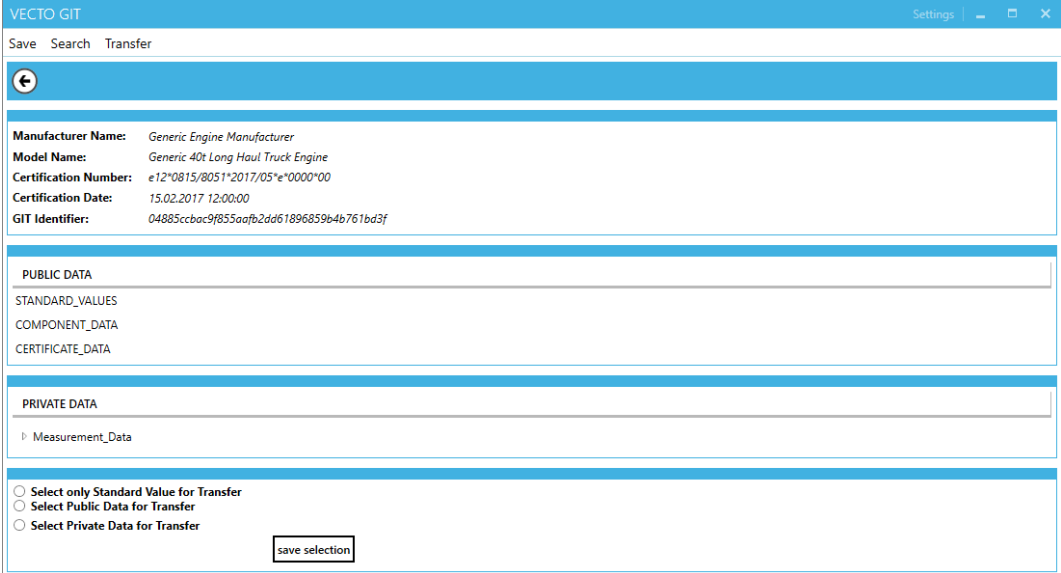 VECTO GIT Settings
Save Search Transfer
Manufacturer Name: Generic Engine Manufacturer
Model Name: Generic 40t Long Haul Truck Engine
Certification Number: e12*0815/8051*2017/05*e*0000*00
Certification Date: 15.02.2017 12:00:00
GIT Identifier: 04885ccbac9f855aafb2dd61896859b4b761bd3f
PUBLIC DATA
STANDARD_VALUES
COMPONENT_DATA
CERTIFICATE_DATA
PRIVATE DATA
Measurement_Data
Select only Standard Value for Transfer
Select Public Data for Transfer
Select Private Data for Transfer
save selection